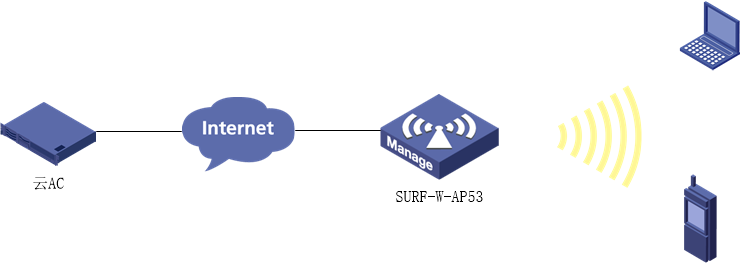 Internet
Manage
云AC
SURF-W-AP53